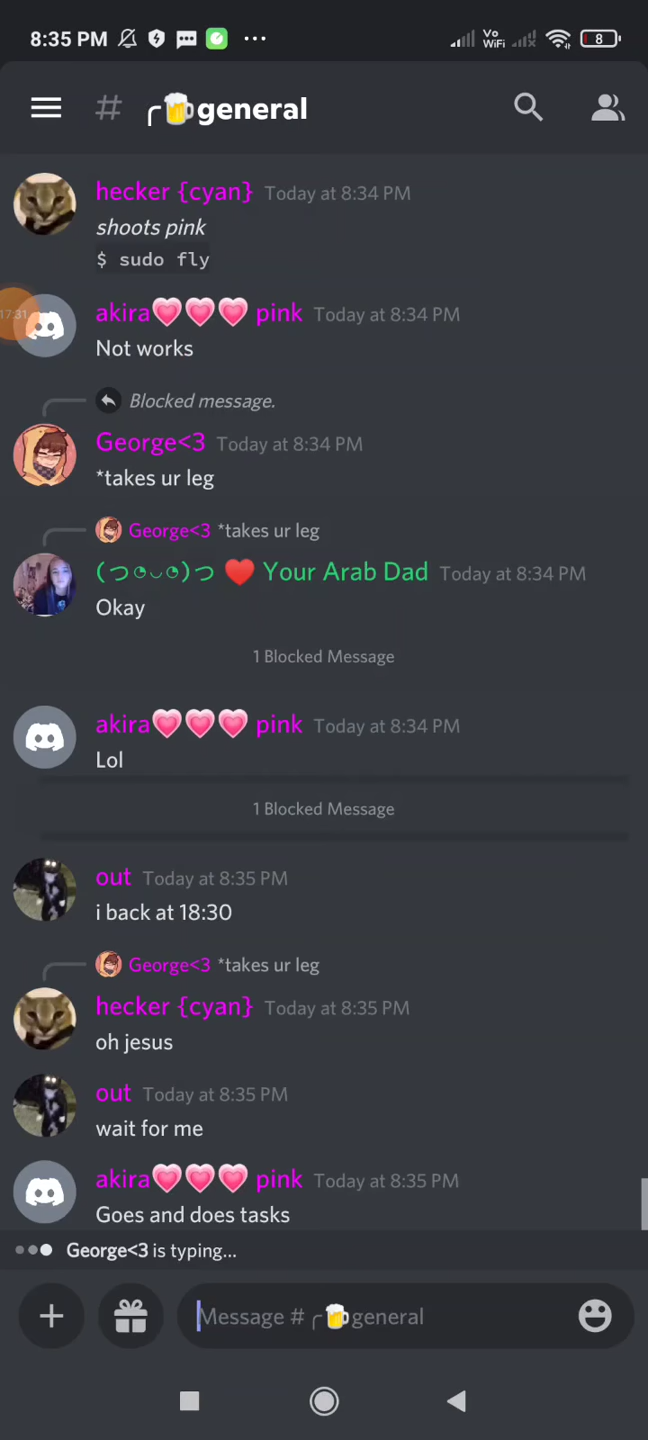 8:35 PM ... Vo WiFi 8
# ╭🍺general
hecker {cyan} Today at 8:34 PM
shoots pink
$ sudo fly
17:31
akira💗💗💗 pink Today at 8:34 PM
Not works
Blocked message.
George<3 Today at 8:34 PM
*takes ur leg
George<3 *takes ur leg
(つ◔◡◔)つ ♥️ Your Arab Dad Today at 8:34 PM
Okay
1 Blocked Message
akira💗💗💗 pink Today at 8:34 PM
Lol
1 Blocked Message
out Today at 8:35 PM
i back at 18:30
George<3 *takes ur leg
hecker {cyan} Today at 8:35 PM
oh jesus
out Today at 8:35 PM
wait for me
akira💗💗💗 pink Today at 8:35 PM
Goes and does tasks
George<3 is typing...
Message # ╭🍺general